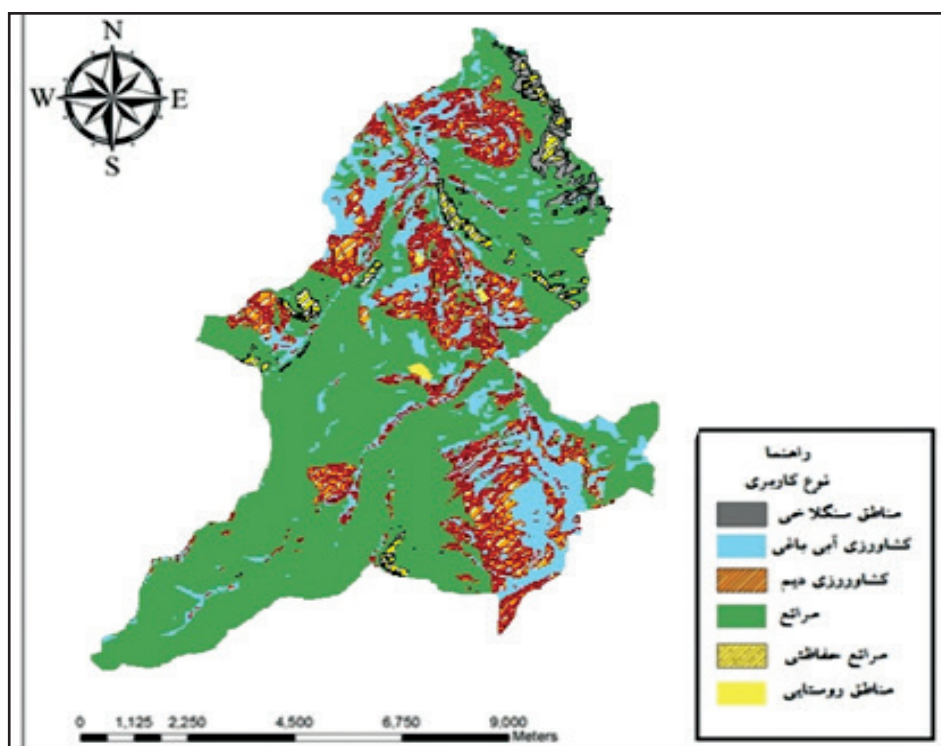 N
W E
S
راهنما
نوع کاربری
مناطق سنگلاخی
کشاورزی آبی باغی
کشاوررزی دیم
مراتع
مراتع حفاظتی
مناطق روستایی
0 1,125 2,250 4,500 6,750 9,000
Meters